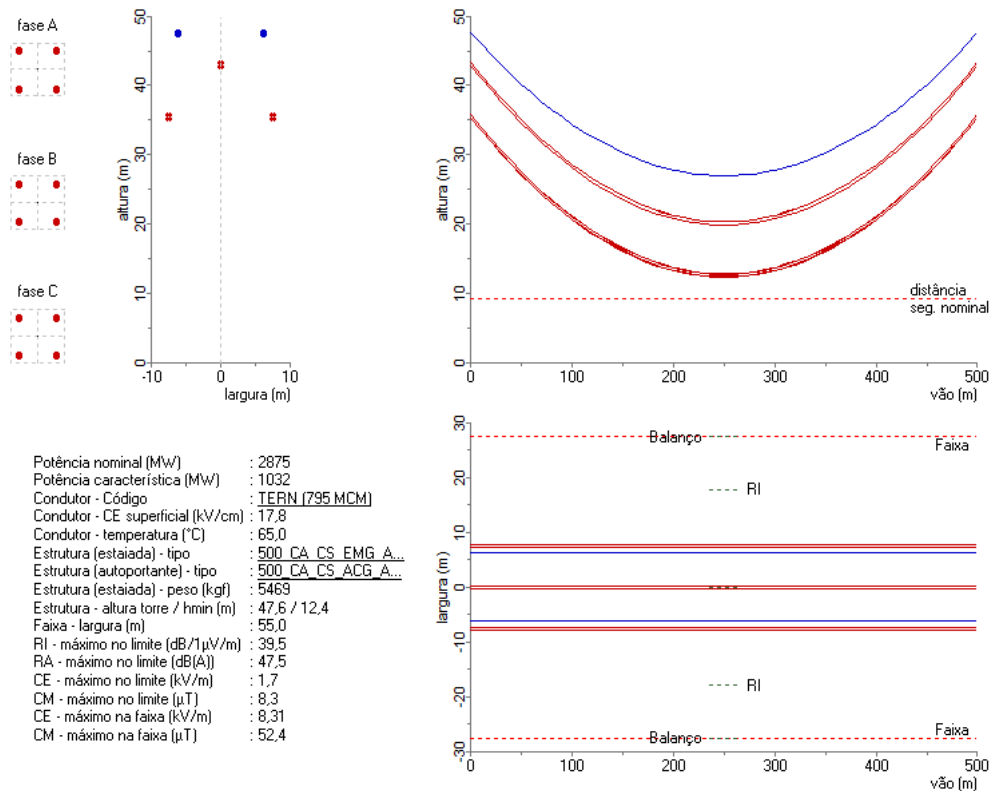 fase A
fase B
fase C
50
40
30
20
10
0
altura (m)
-10
0
10
largura (m)
50
40
30
20
10
0
altura (m)
distância
seg. nominal
0
100
200
300
400
500
vão (m)
Potência nominal (MW) : 2875
Potência característica (MW) : 1032
Condutor - Código : TERN (795 MCM)
Condutor - CE superficial (kV/cm) : 17,8
Condutor - temperatura (°C) : 65,0
Estrutura (estaiada) - tipo : 500_CA_CS_EMG_A...
Estrutura (autoportante) - tipo : 500_CA_CS_ACG_A...
Estrutura (estaiada) - peso (kgf) : 5469
Estrutura - altura torre / hmin (m) : 47,6 / 12,4
Faixa - largura (m) : 55,0
RI - máximo no limite (dB/1µV/m) : 39,5
RA - máximo no limite (dB(A)) : 47,5
CE - máximo no limite (kV/m) : 1,7
CM - máximo no limite (µT) : 8,3
CE - máximo na faixa (kV/m) : 8,31
CM - máximo na faixa (µT) : 52,4
30
20
10
0
-10
-20
-30
largura (m)
Balanço
Faixa
RI
RI
Faixa
Balanço
0
100
200
300
400
500
vão (m)